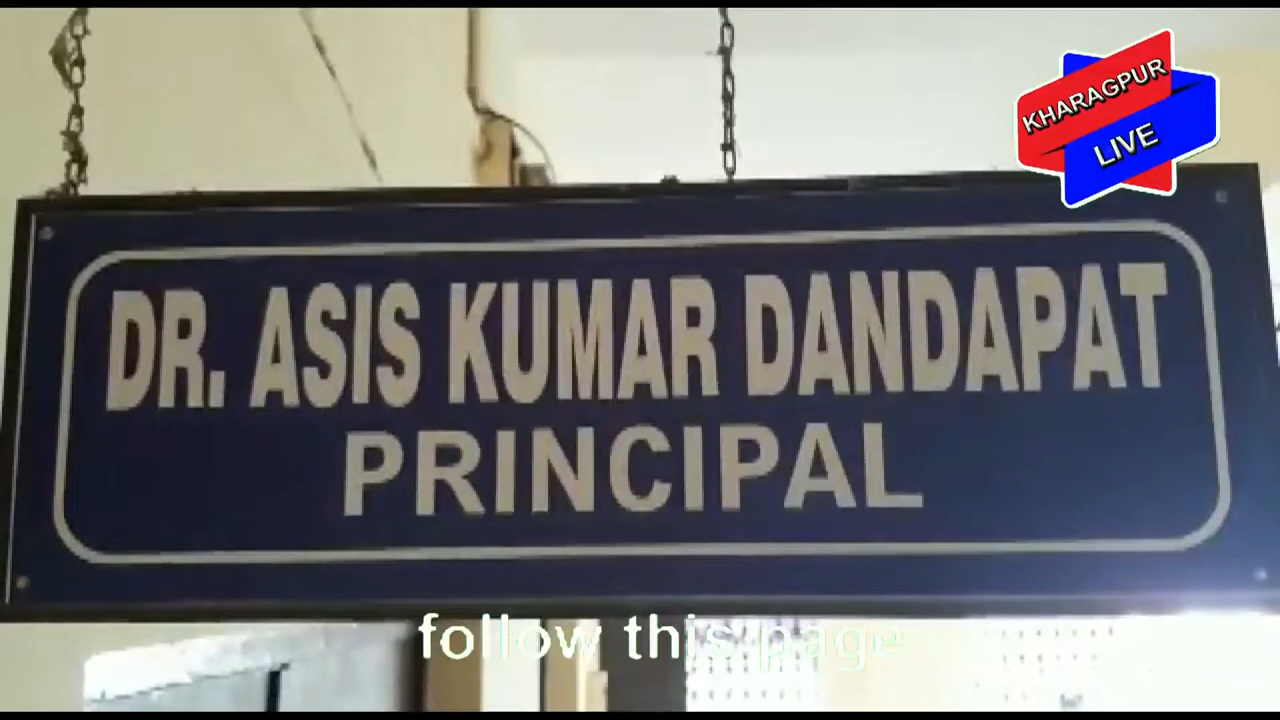 KHARAGPUR
LIVE
DR. ASIS KUMAR DANDAPAT
PRINCIPAL
follow this page